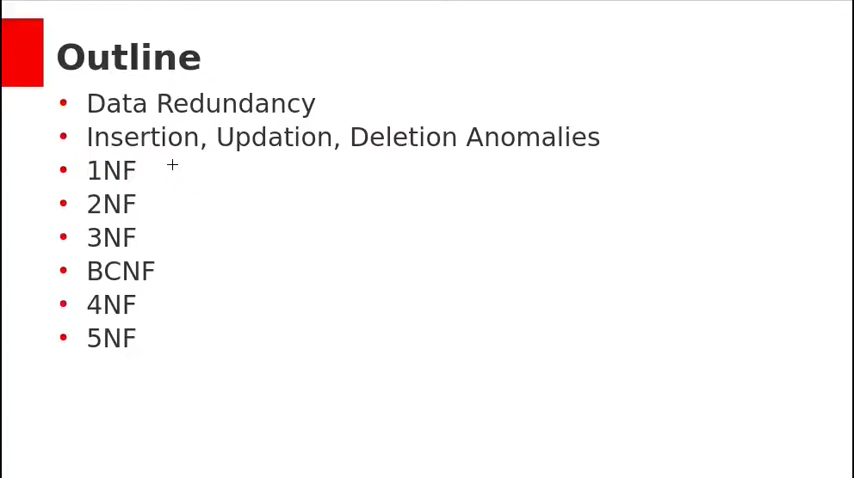 Outline
• Data Redundancy
• Insertion, Updation, Deletion Anomalies
• 1NF
• 2NF
• 3NF
• BCNF
• 4NF
• 5NF